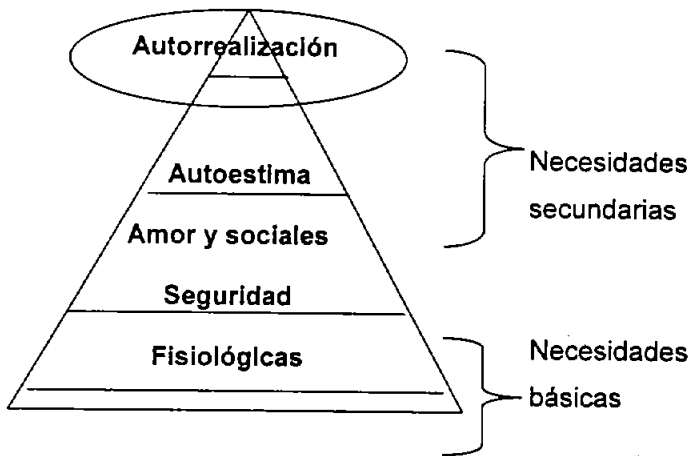 Autorrealización
Autoestima
Amor y sociales
Seguridad
Fisiológicas
Necesidades
secundarias
Necesidades
básicas